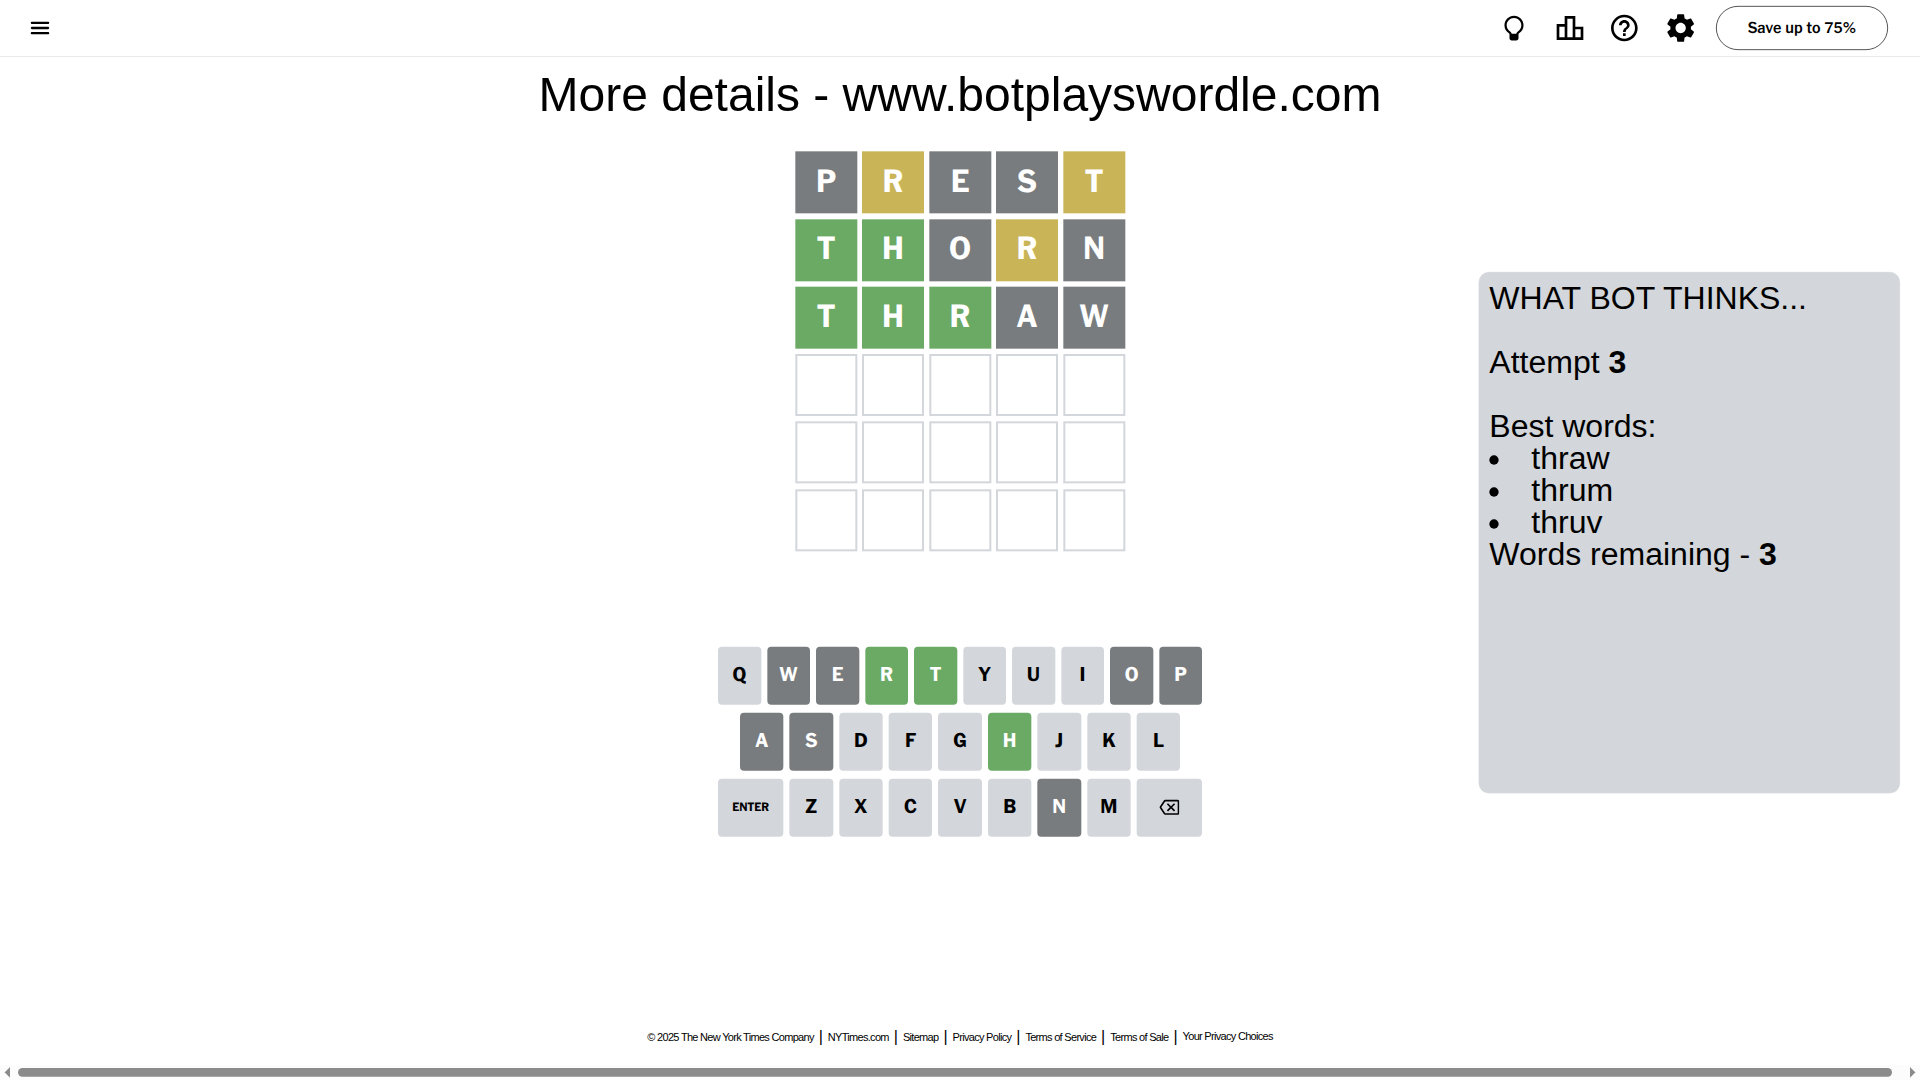 Save up to 75%
More details - www.botplayswordle.com
P R E S T
T H O R N
T H R A W
WHAT BOT THINKS...
Attempt 3
Best words:
• thraw
• thrum
• thruv
Words remaining - 3
Q W E R T Y U I O P
A S D F G H J K L
ENTER Z X C V B N M
© 2025 The New York Times Company | NYTimes.com | Sitemap | Privacy Policy | Terms of Service | Terms of Sale | Your Privacy Choices